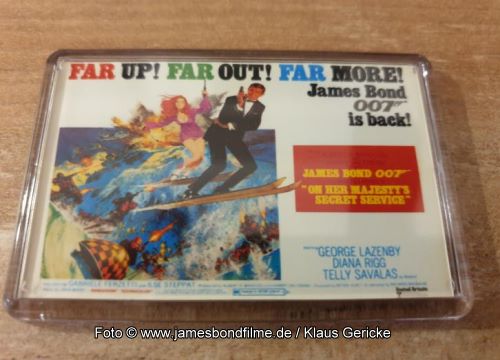 FAR UP! FAR OUT! FAR MORE!
James Bond
007
is back!
JAMES BOND 007
"ON HER MAJESTY'S
SECRET SERVICE"
GEORGE LAZENBY
DIANA RIGG
TELLY SAVALAS
GABRIELE FERZETTI ILSE STEPPAT
United Artists
Foto © www.jamesbondfilme.de / Klaus Gericke